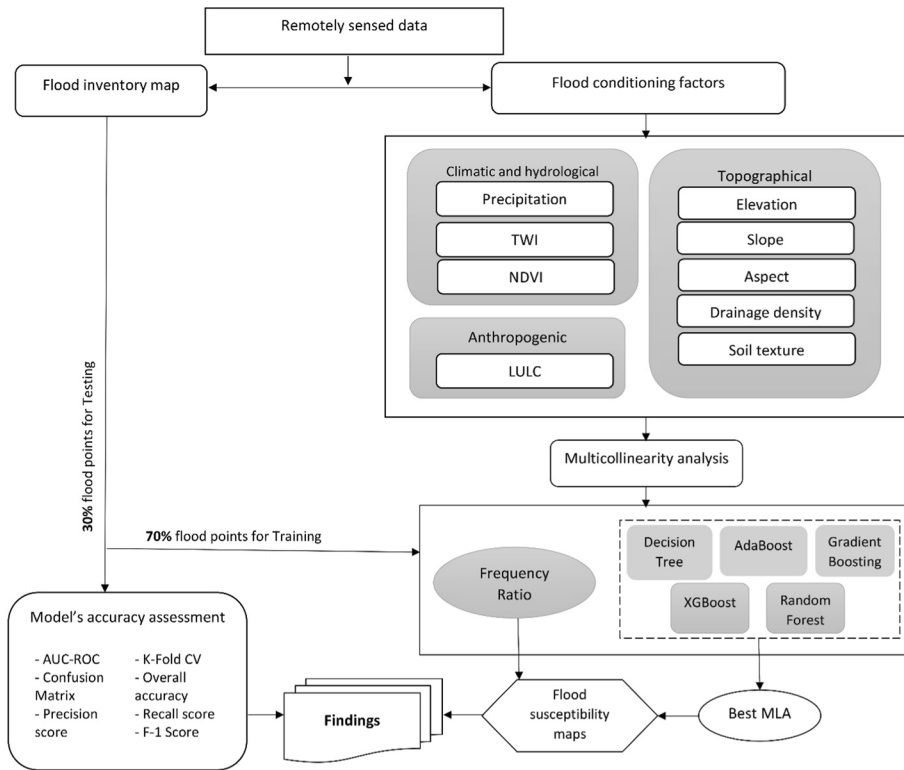 Remotely sensed data
Flood inventory map
Flood conditioning factors
Climatic and hydrological
Precipitation
TWI
NDVI
Anthropogenic
LULC
Topographical
Elevation
Slope
Aspect
Drainage density
Soil texture
Multicollinearity analysis
30% flood points for Testing
70% flood points for Training
Frequency
Ratio
Decision
Tree
AdaBoost
Gradient
Boosting
XGBoost
Random
Forest
Model's accuracy assessment
- AUC-ROC
- Confusion
Matrix
- Precision
score
- K-Fold CV
- Overall
accuracy
- Recall score
- F-1 Score
Findings
Flood
susceptibility
maps
Best MLA